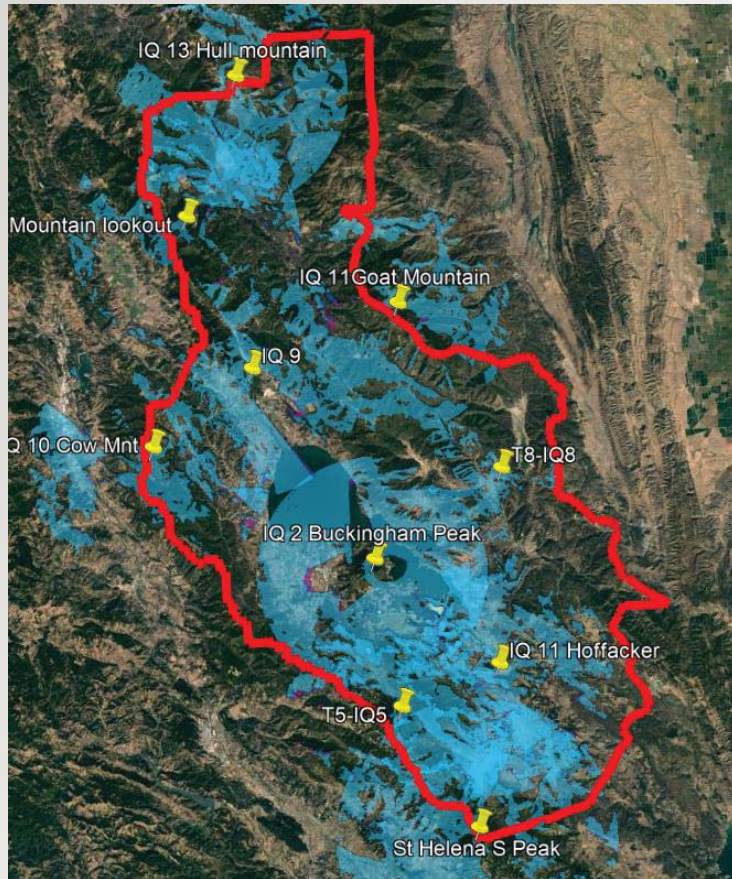 IQ 13 Hull mountain
Mountain lookout
IQ 11Goat Mountain
IQ 9
Q 10 Cow Mnt
T8-IQ8
IQ 2 Buckingham Peak
IQ 11 Hoffacker
T5-IQ5
St Helena S Peak